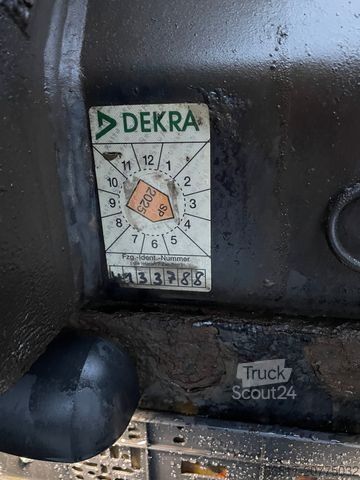 DEKRA
11 12 1
10 2
9 3
8 4
7 6 5
SP
2025
Fzg.-Ident.-Nummer
33788
Truck
Scout24